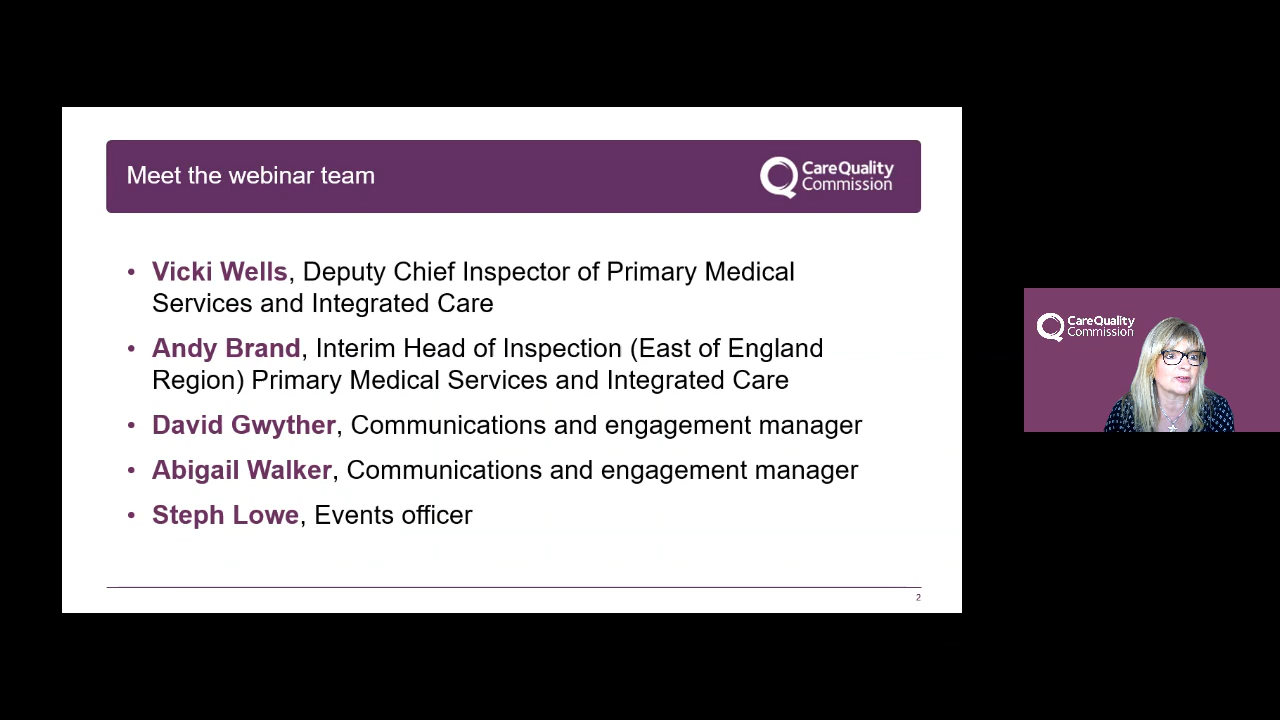 Meet the webinar team
CareQuality
Commission
• Vicki Wells, Deputy Chief Inspector of Primary Medical
Services and Integrated Care
• Andy Brand, Interim Head of Inspection (East of England
Region) Primary Medical Services and Integrated Care
• David Gwyther, Communications and engagement manager
• Abigail Walker, Communications and engagement manager
• Steph Lowe, Events officer
2
CareQuality
Commission